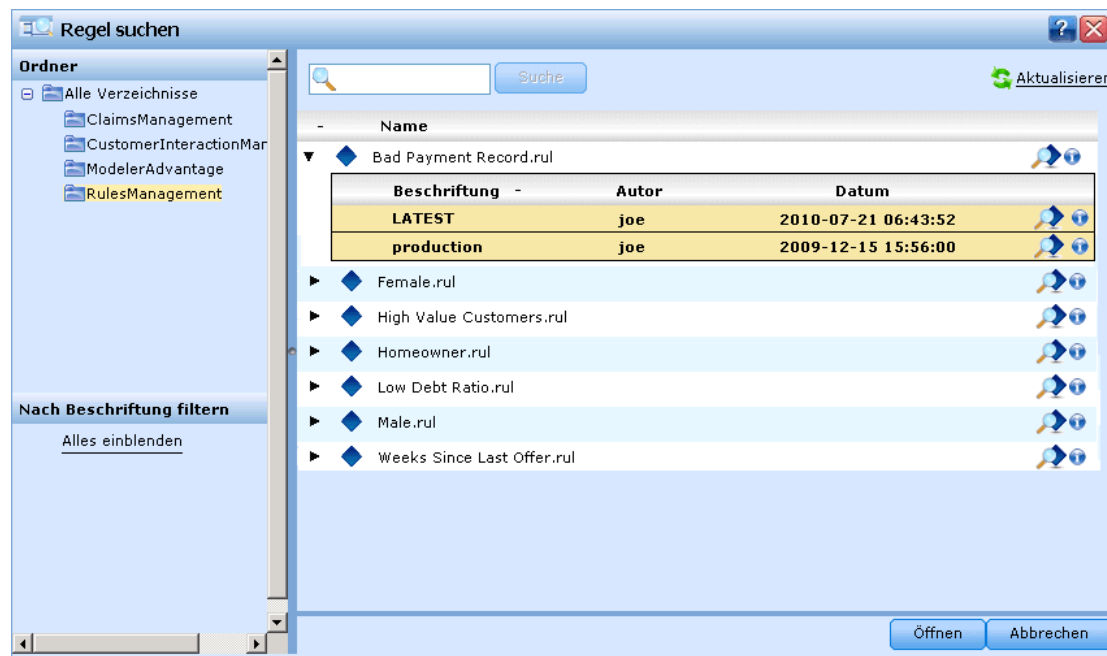 Regel suchen
Ordner
Alle Verzeichnisse
ClaimsManagement
CustomerInteractionMar
ModelerAdvantage
RulesManagement
Nach Beschriftung filtern
Alles einblenden
Suche
Aktualisieren
- Name
Bad Payment Record.rul
Beschriftung - Autor Datum
LATEST joe 2010-07-21 06:43:52
production joe 2009-12-15 15:56:00
Female.rul
High Value Customers.rul
Homeowner.rul
Low Debt Ratio.rul
Male.rul
Weeks Since Last Offer.rul
Öffnen Abbrechen